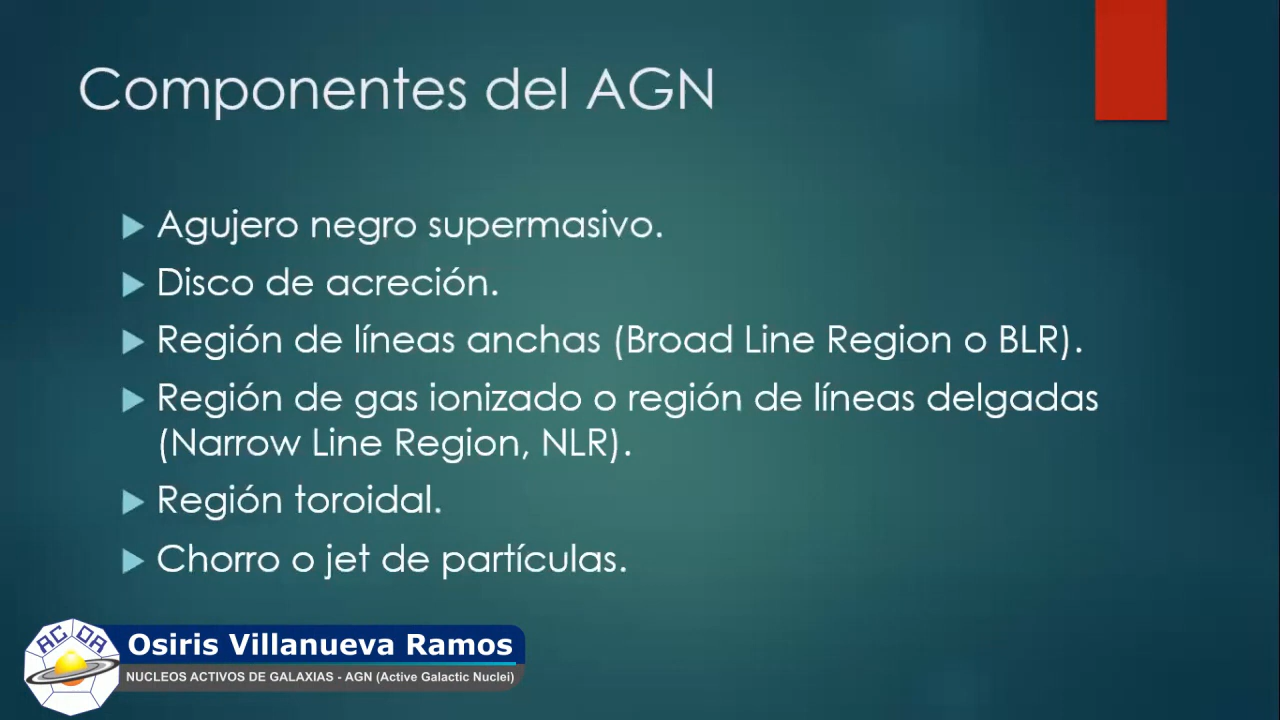 Componentes del AGN
Agujero negro supermasivo.
Disco de acreción.
Región de líneas anchas (Broad Line Region o BLR).
Región de gas ionizado o región de líneas delgadas
(Narrow Line Region, NLR).
Región toroidal.
Chorro o jet de partículas.
ACDA
Osiris Villanueva Ramos
NUCLEOS ACTIVOS DE GALAXIAS - AGN (Active Galactic Nuclei)